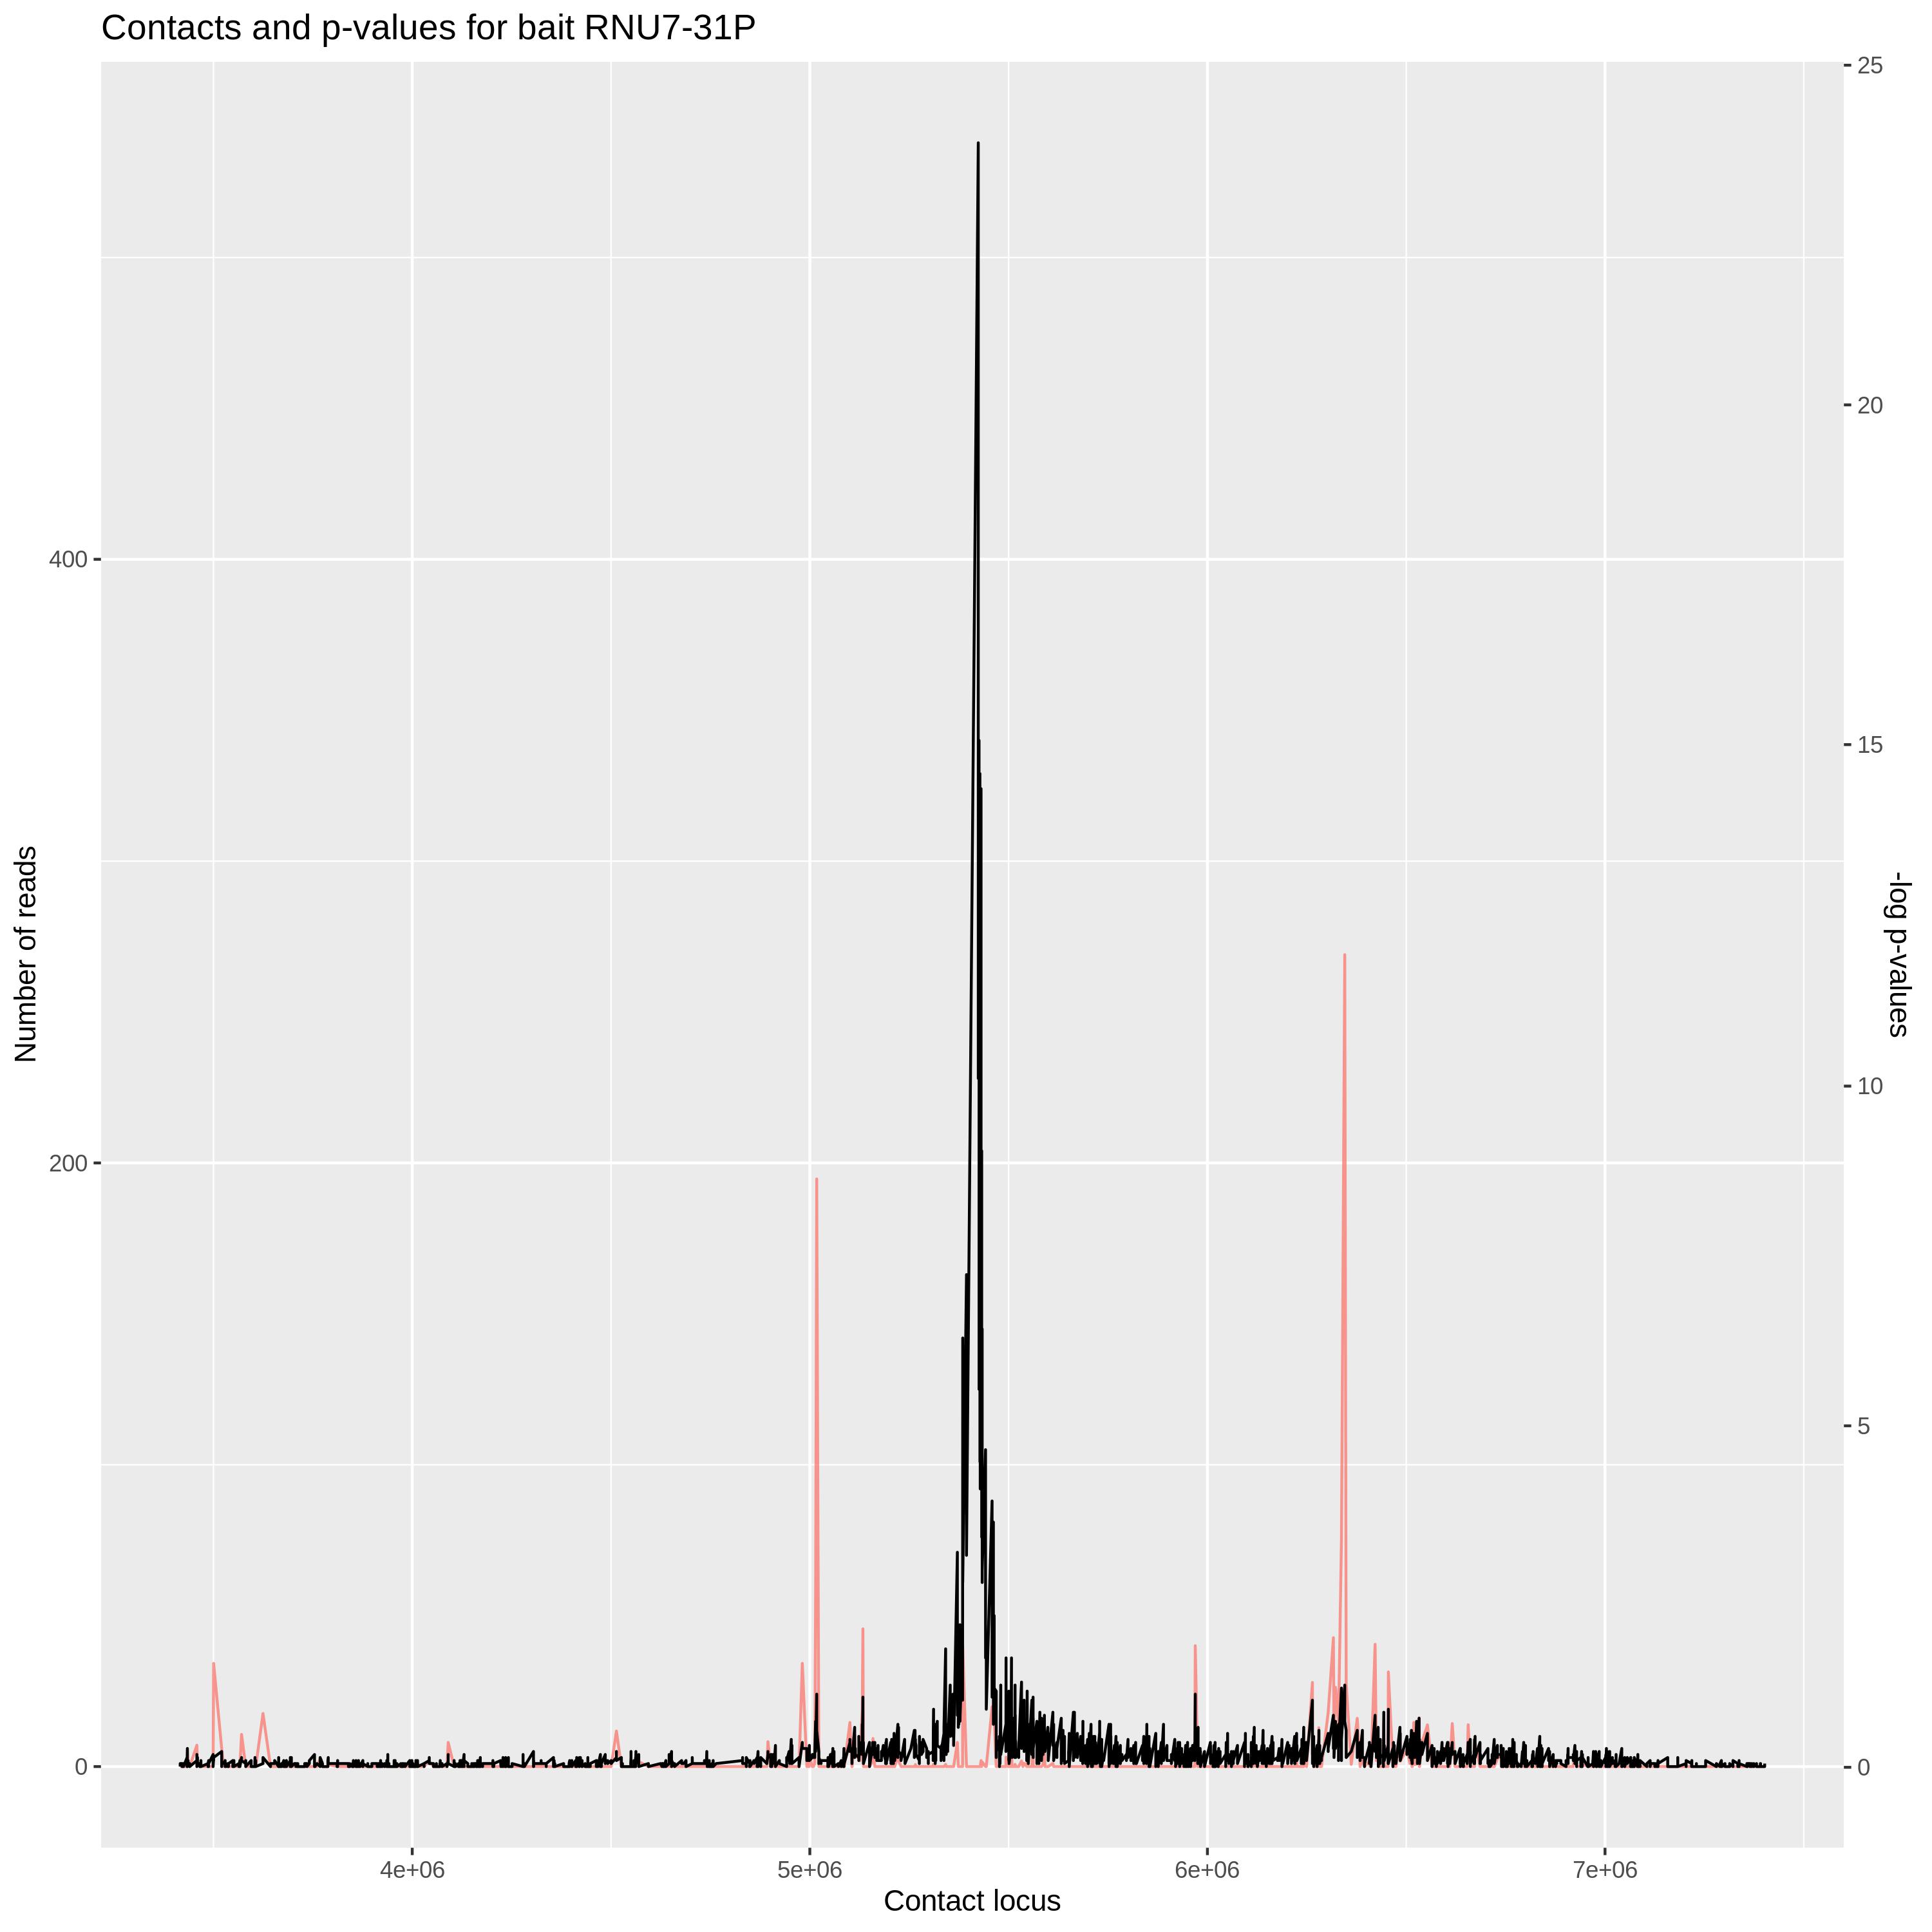 Contacts and p-values for bait RNU7-31P
25
20
400
15
Number of reads
-log p-values
10
200
5
0
0
4e+06
5e+06
6e+06
7e+06
Contact locus